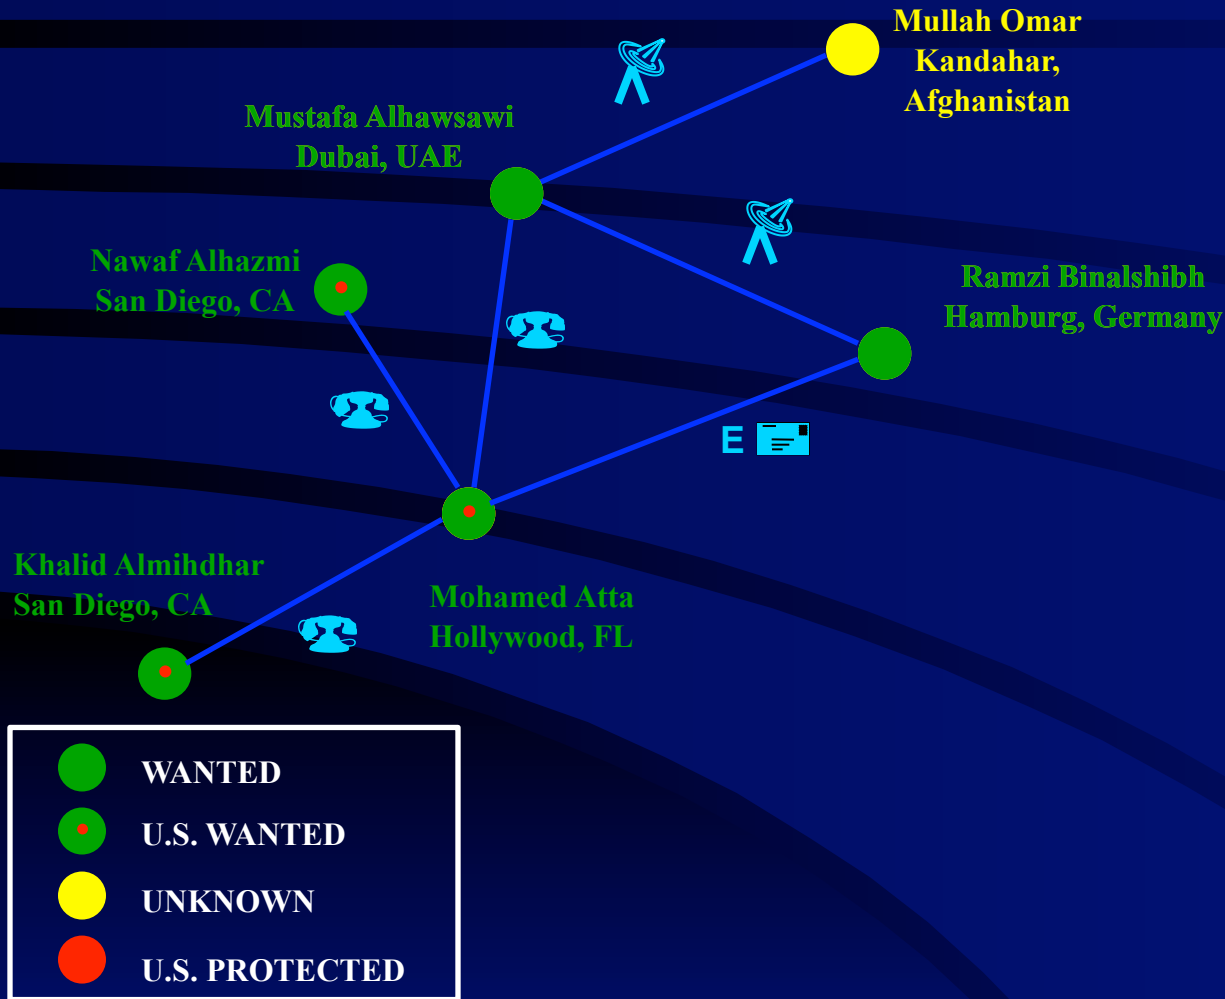 Mullah Omar
Kandahar,
Afghanistan
Mustafa Alhawsawi
Dubai, UAE
Nawaf Alhazmi
San Diego, CA
Ramzi Binalshibh
Hamburg, Germany
E
Khalid Almihdhar
San Diego, CA
Mohamed Atta
Hollywood, FL
WANTED
U.S. WANTED
UNKNOWN
U.S. PROTECTED